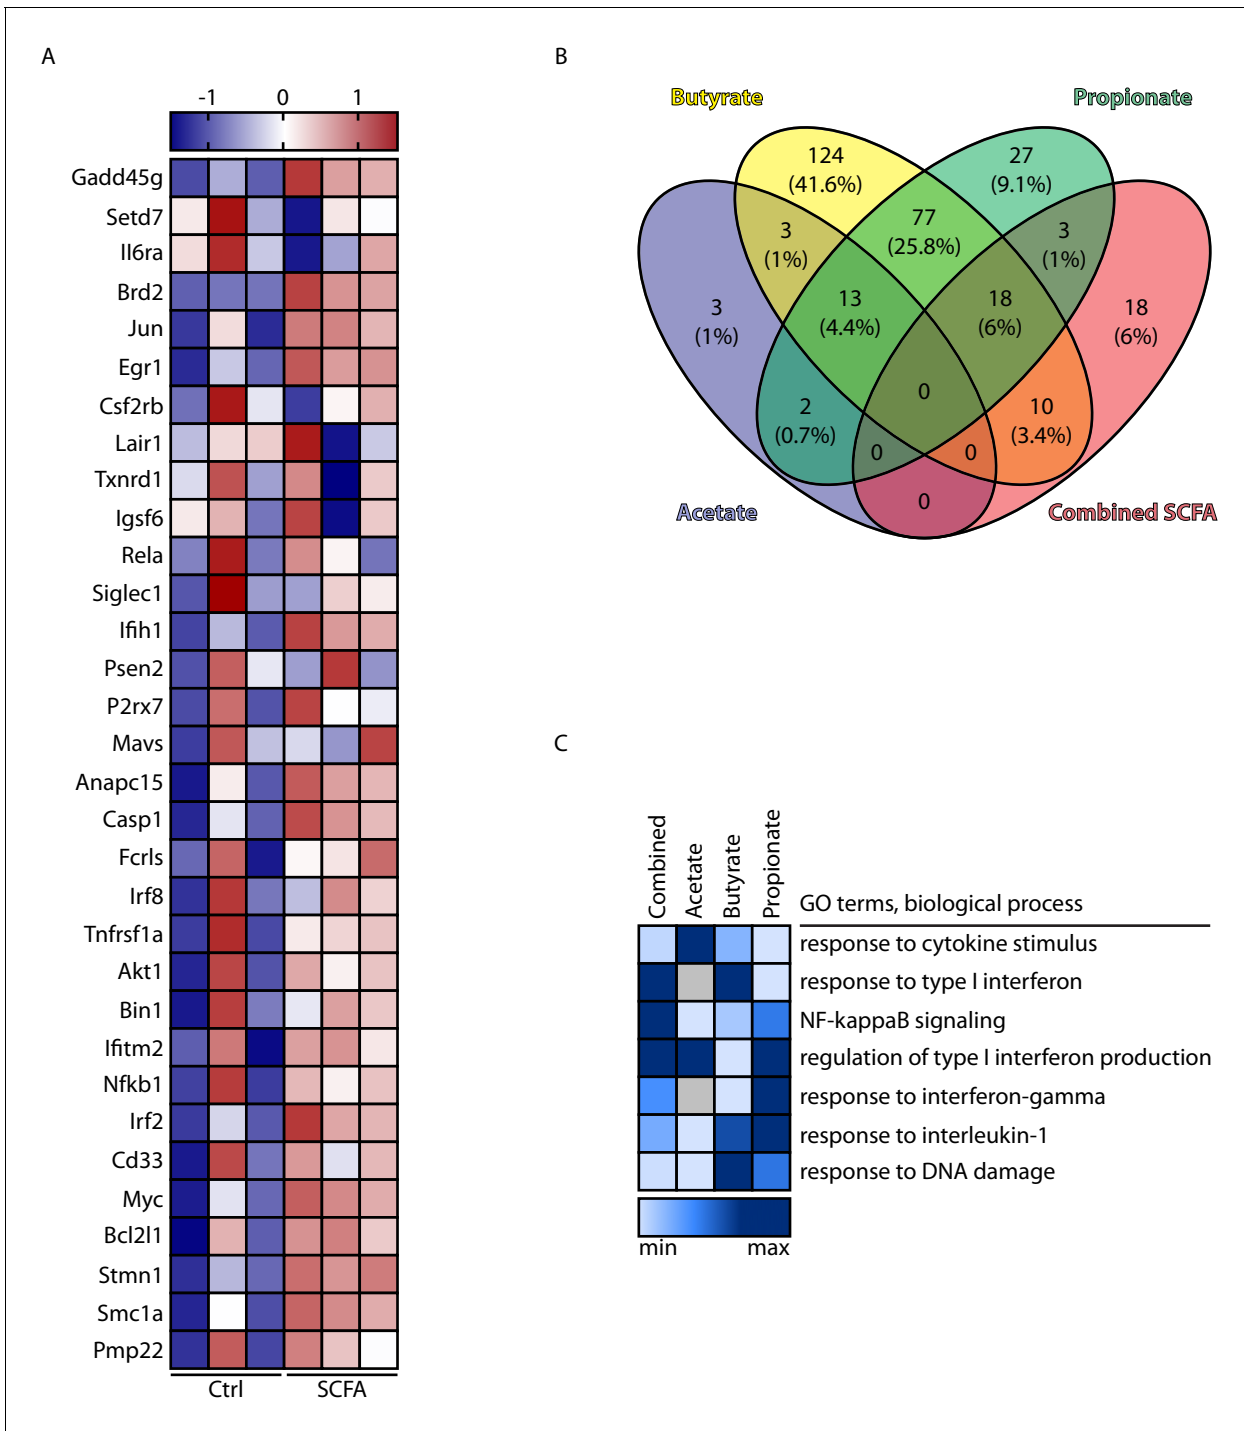 A
-1 0 1
Gadd45g
Setd7
Il6ra
Brd2
Jun
Egr1
Csf2rb
Lair1
Txnrd1
Igsf6
Rela
Siglec1
Ifih1
Psen2
P2rx7
Mavs
Anapc15
Casp1
Fcrls
Irf8
Tnfrsf1a
Akt1
Bin1
Ifitm2
Nfkb1
Irf2
Cd33
Myc
Bcl2l1
Stmn1
Smc1a
Pmp22
Ctrl SCFA
B
Butyrate Propionate
124
(41.6%)
27
(9.1%)
77
(25.8%)
3
(1%)
3
(1%)
3
(1%)
13
(4.4%)
18
(6%)
18
(6%)
0
2
(0.7%)
10
(3.4%)
0
0
0
Acetate Combined SCFA
C
Combined
Acetate
Butyrate
Propionate
GO terms, biological process
response to cytokine stimulus
response to type I interferon
NF-kappaB signaling
regulation of type I interferon production
response to interferon-gamma
response to interleukin-1
response to DNA damage
min max